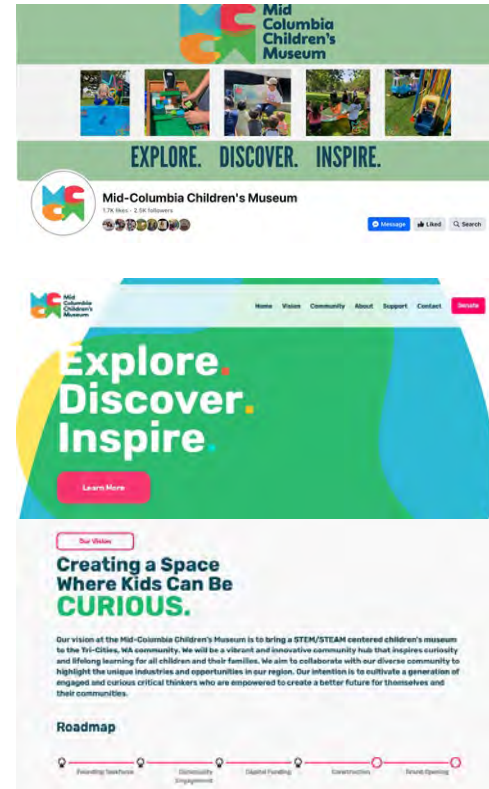 Mid
Columbia
Children's
Museum
EXPLORE. DISCOVER. INSPIRE.
Mid-Columbia Children's Museum
1.7K likes • 2.5K followers
Message
Liked
Search
Mid
Columbia
Children's
Museum
Home Vision Community About Support Contact Donate
Explore.
Discover.
Inspire.
Learn More
Our Vision
Creating a Space
Where Kids Can Be
CURIOUS.
Our vision at the Mid-Columbia Children's Museum is to bring a STEM/STEAM centered children's museum
to the Tri-Cities, WA community. We will be a vibrant and innovative community hub that inspires curiosity
and lifelong learning for all children and their families. We aim to collaborate with our diverse community to
highlight the unique industries and opportunities in our region. Our intention is to cultivate a generation of
engaged and curious critical thinkers who are empowered to create a better future for themselves and
their communities.
Roadmap
Founding Taskforce
Community
Engagement
Capital Funding
Construction
Grand Opening